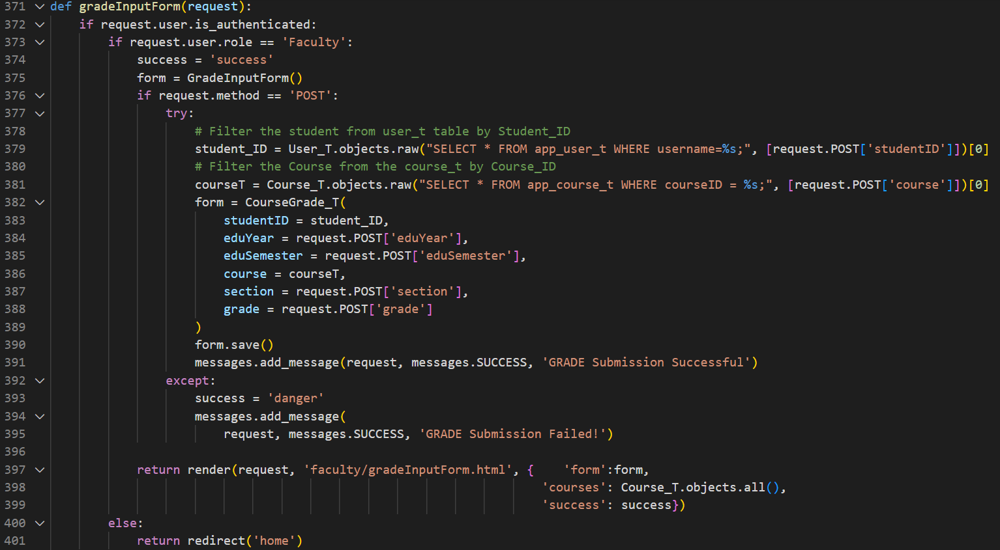 371 def gradeInputForm(request):
372     if request.user.is_authenticated:
373         if request.user.role == 'Faculty':
374             success = 'success'
375             form = GradeInputForm()
376             if request.method == 'POST':
377                 try:
378                     # Filter the student from user_t table by Student_ID
379                     student_ID = User_T.objects.raw("SELECT * FROM app_user_t WHERE username=%s;", [request.POST['studentID']])[0]
380                     # Filter the Course from the course_t by Course_ID
381                     courseT = Course_T.objects.raw("SELECT * FROM app_course_t WHERE courseID = %s;", [request.POST['course']])[0]
382                     form = CourseGrade_T(
383                         studentID = student_ID,
384                         eduYear = request.POST['eduYear'],
385                         eduSemester = request.POST['eduSemester'],
386                         course = courseT,
387                         section = request.POST['section'],
388                         grade = request.POST['grade']
389                     )
390                     form.save()
391                     messages.add_message(request, messages.SUCCESS, 'GRADE Submission Successful')
392                 except:
393                     success = 'danger'
394                     messages.add_message(
395                         request, messages.SUCCESS, 'GRADE Submission Failed!')
396
397             return render(request, 'faculty/gradeInputForm.html', {    'form':form,
398                                                                     'courses': Course_T.objects.all(),
399                                                                     'success': success})
400         else:
401             return redirect('home')